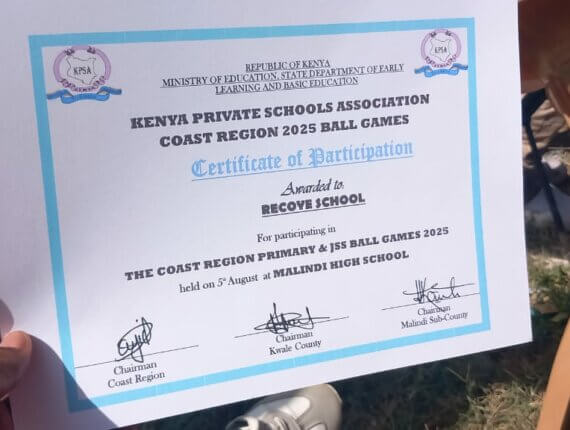 KPSA
KPSA
REPUBLIC OF KENYA
MINISTRY OF EDUCATION, STATE DEPARTMENT OF EARLY
LEARNING AND BASIC EDUCATION
KENYA PRIVATE SCHOOLS ASSOCIATION
COAST REGION 2025 BALL GAMES
Certificate of Participation
Awarded to:
RECOVE SCHOOL
For participating in
THE COAST REGION PRIMARY & JSS BALL GAMES 2025
held on 5th August at MALINDI HIGH SCHOOL
Chairman
Coast Region
Chairman
Kwale County
Chairman
Malindi Sub-County